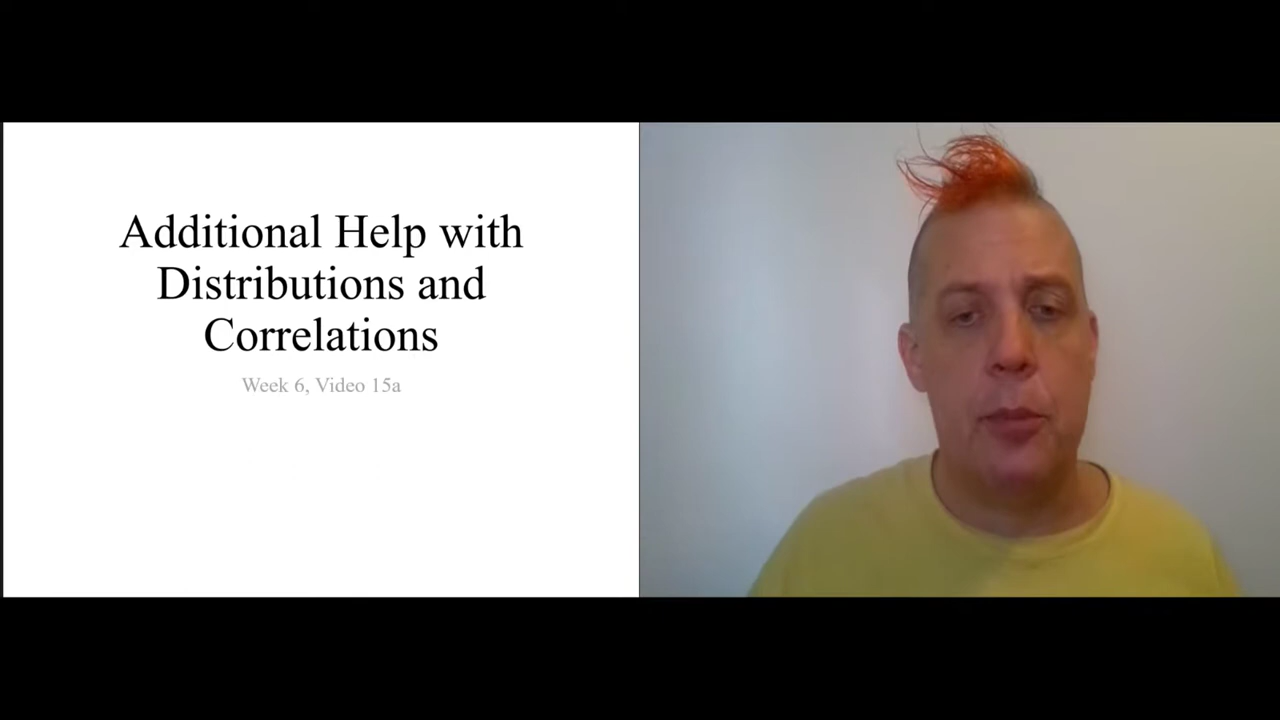 Additional Help with
Distributions and
Correlations
Week 6, Video 15a